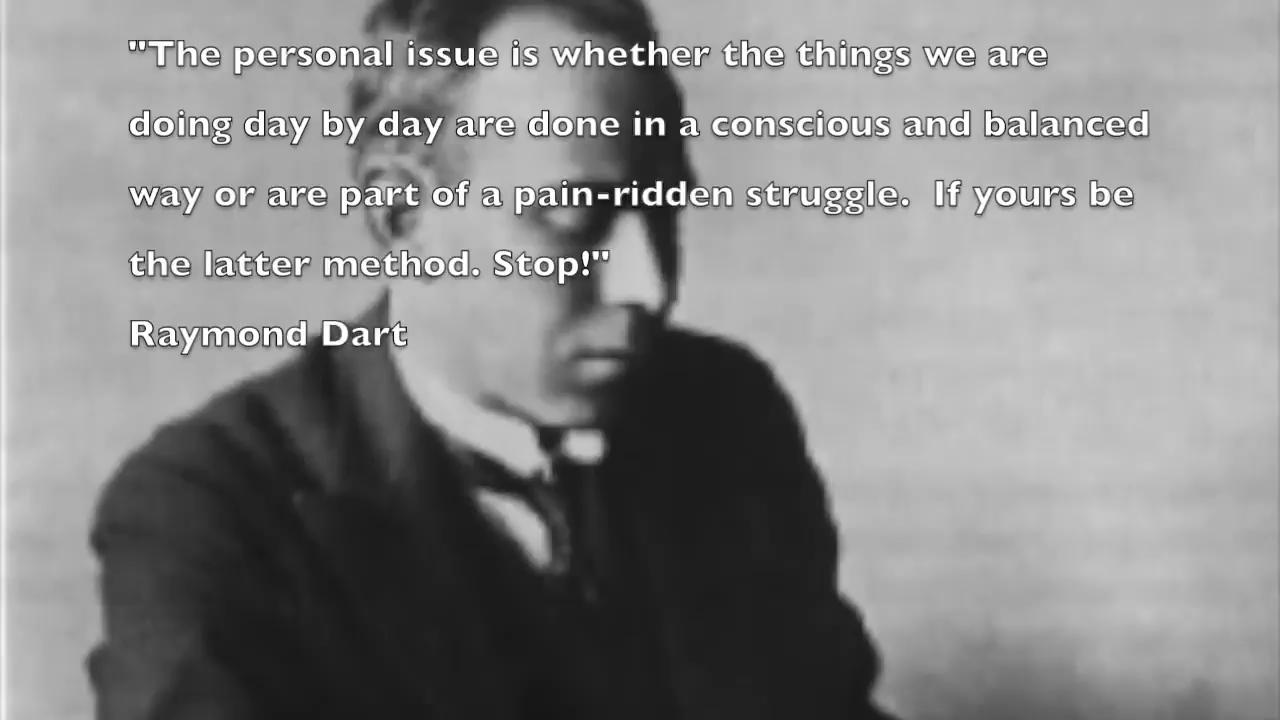 "The personal issue is whether the things we are
doing day by day are done in a conscious and balanced
way or are part of a pain-ridden struggle.  If yours be
the latter method. Stop!"
Raymond Dart